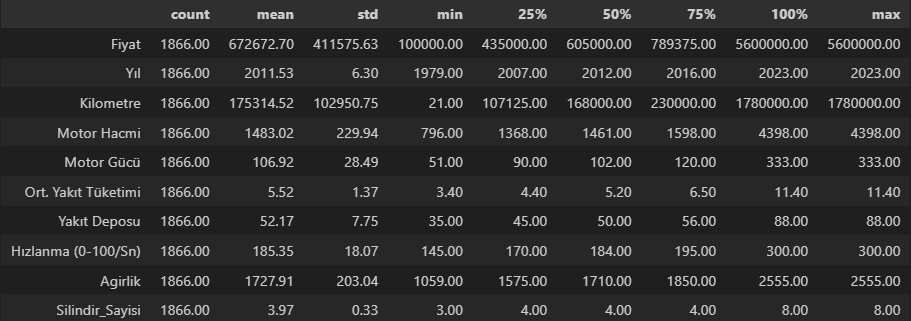 count mean std min 25% 50% 75% 100% max
Fiyat 1866.00 672672.70 411575.63 100000.00 435000.00 605000.00 789375.00 5600000.00 5600000.00
Yıl 1866.00 2011.53 6.30 1979.00 2007.00 2012.00 2016.00 2023.00 2023.00
Kilometre 1866.00 175314.52 102950.75 21.00 107125.00 168000.00 230000.00 1780000.00 1780000.00
Motor Hacmi 1866.00 1483.02 229.94 796.00 1368.00 1461.00 1598.00 4398.00 4398.00
Motor Gücü 1866.00 106.92 28.49 51.00 90.00 102.00 120.00 333.00 333.00
Ort. Yakıt Tüketimi 1866.00 5.52 1.37 3.40 4.40 5.20 6.50 11.40 11.40
Yakıt Deposu 1866.00 52.17 7.75 35.00 45.00 50.00 56.00 88.00 88.00
Hızlanma (0-100/Sn) 1866.00 185.35 18.07 145.00 170.00 184.00 195.00 300.00 300.00
Agirlik 1866.00 1727.91 203.04 1059.00 1575.00 1710.00 1850.00 2555.00 2555.00
Silindir_Sayisi 1866.00 3.97 0.33 3.00 4.00 4.00 4.00 8.00 8.00